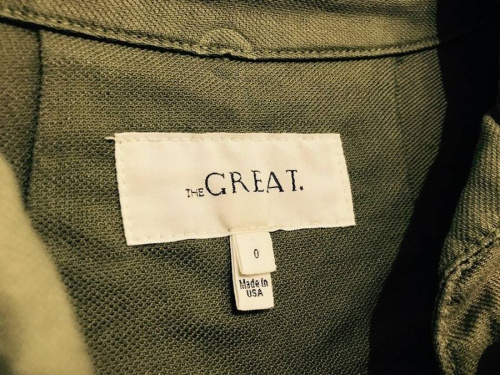 THE GREAT.
0
Made in
USA